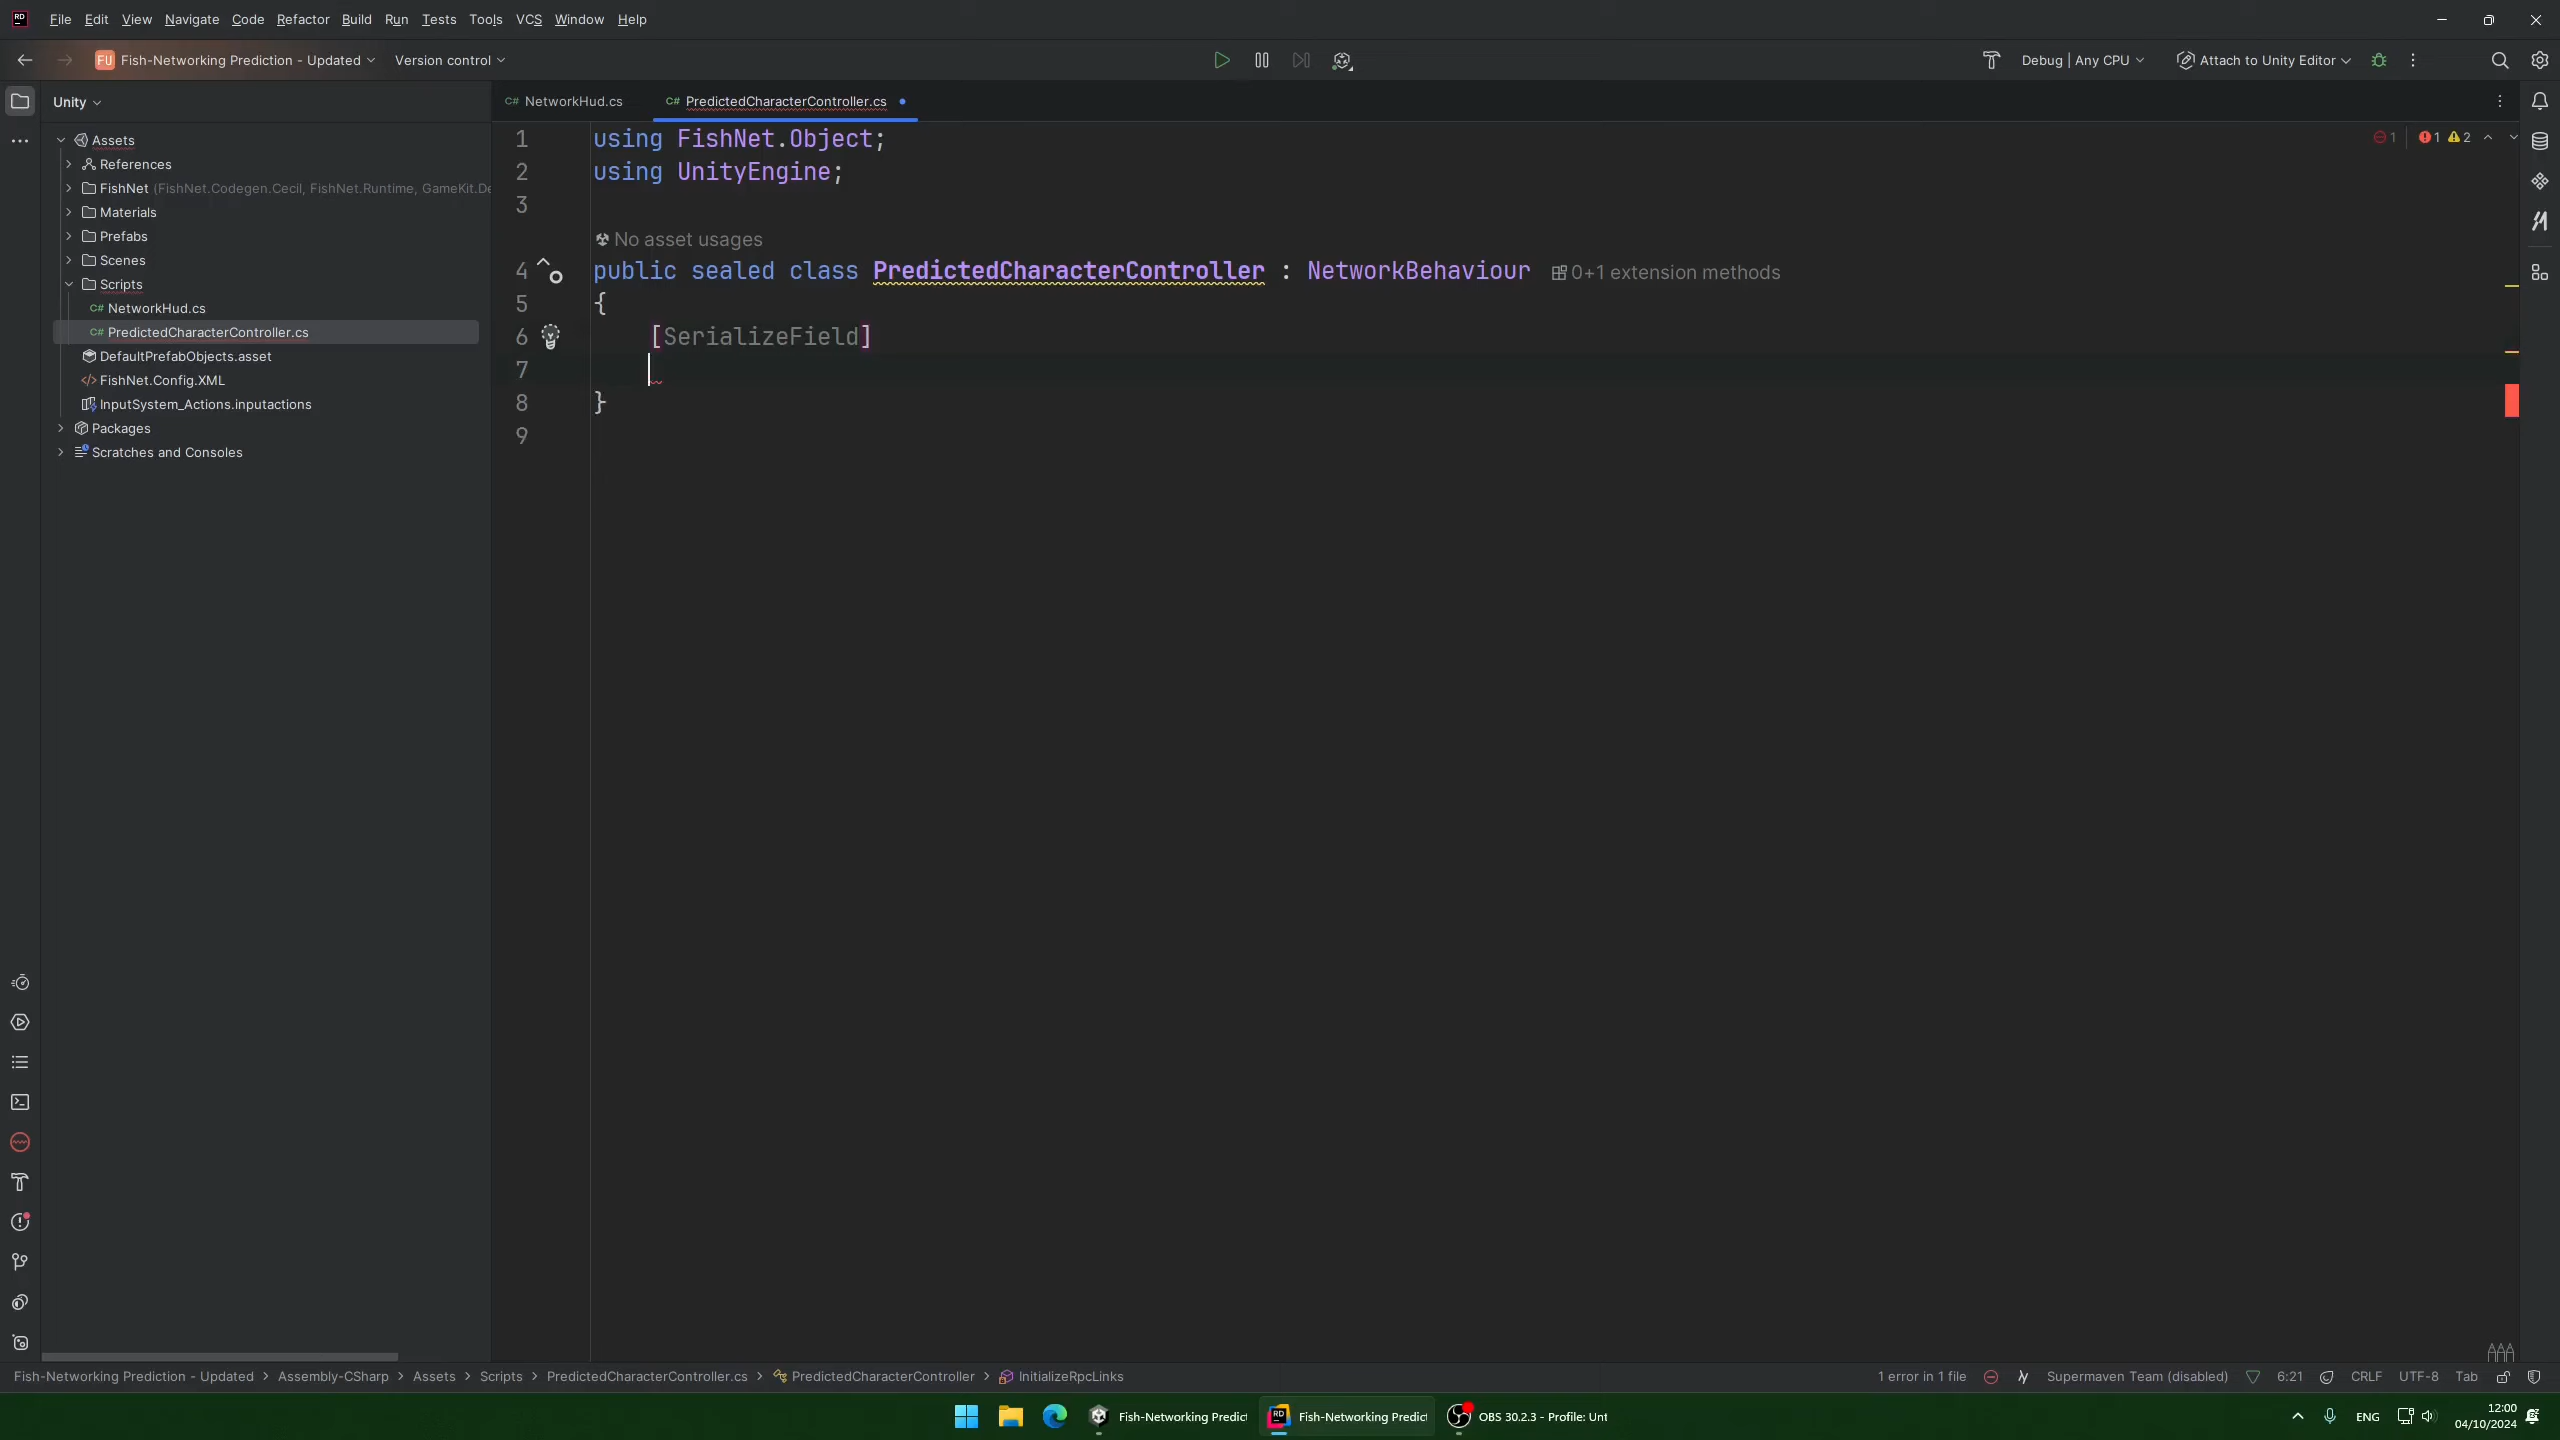 File Edit View Navigate Code Refactor Build Run Tests Tools VCS Window Help
FU Fish-Networking Prediction - Updated Version control Debug | Any CPU Attach to Unity Editor
Unity
NetworkHud.cs
PredictedCharacterController.cs
Assets
References
FishNet (FishNet.Codegen.Cecil, FishNet.Runtime, GameKit.De
Materials
Prefabs
Scenes
Scripts
C# NetworkHud.cs
C# PredictedCharacterController.cs
DefaultPrefabObjects.asset
</> FishNet.Config.XML
InputSystem_Actions.inputactions
Packages
Scratches and Consoles
1 using FishNet.Object;
2 using UnityEngine;
3
No asset usages
4 public sealed class PredictedCharacterController : NetworkBehaviour 0+1 extension methods
5 {
6 [SerializeField]
7
8 }
9
1 1 2
Fish-Networking Prediction - Updated > Assembly-CSharp > Assets > Scripts > PredictedCharacterController.cs > PredictedCharacterController > InitializeRpcLinks
1 error in 1 file Supermaven Team (disabled) 6:21 CRLF UTF-8 Tab
Fish-Networking Predict
Fish-Networking Predict
OBS 30.2.3 - Profile: Unt
ENG
12:00
04/10/2024